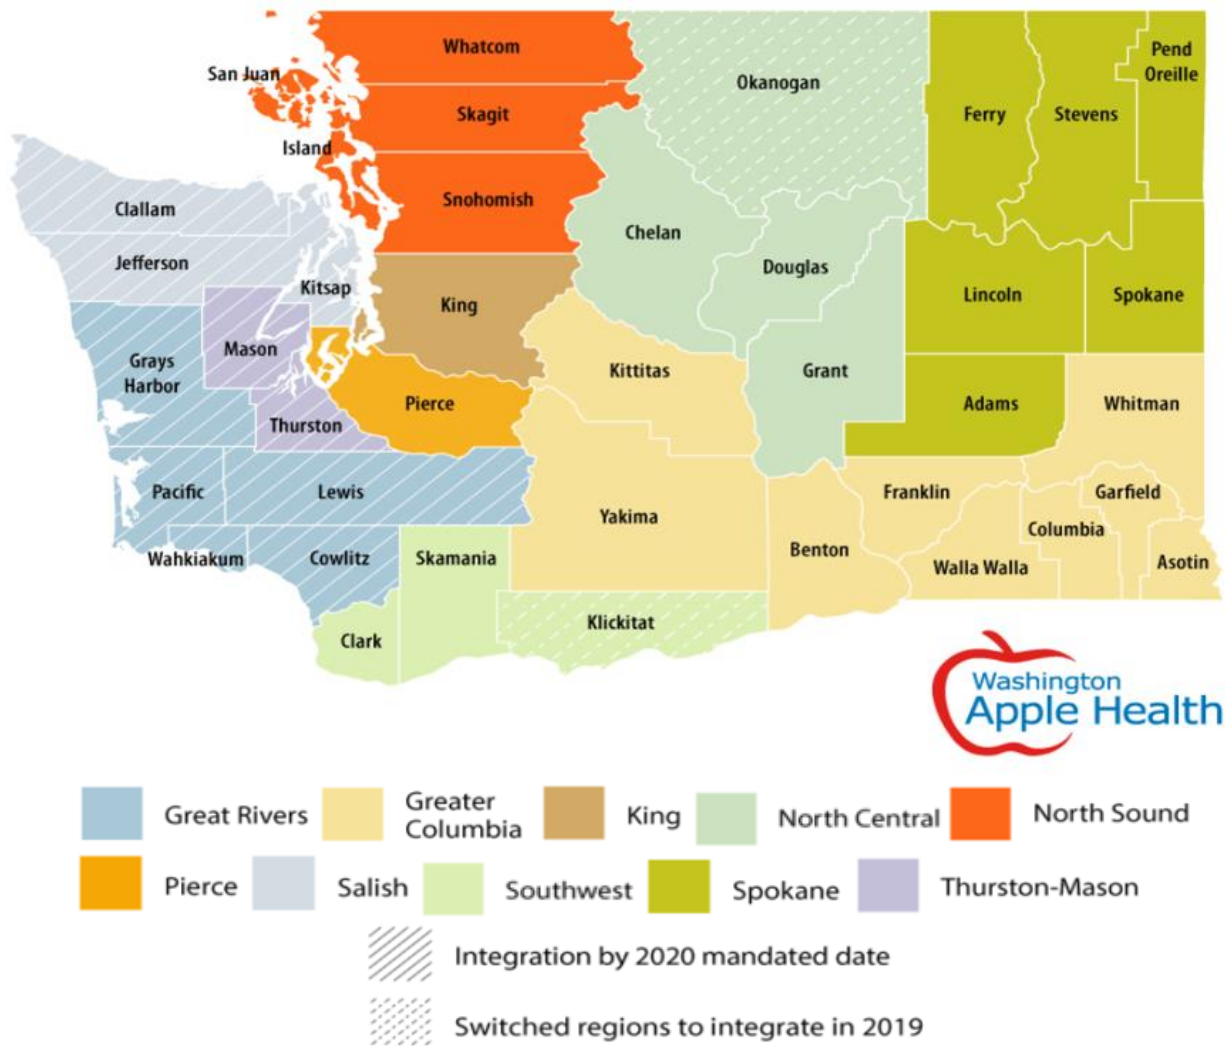 Whatcom
Pend
Oreille
San Juan
Okanogan
Skagit
Ferry
Stevens
Island
Snohomish
Clallam
Chelan
Jefferson
Douglas
Kitsap
Lincoln
Spokane
King
Mason
Grays
Harbor
Kittitas
Grant
Pierce
Adams
Whitman
Thurston
Pacific
Lewis
Franklin
Garfield
Yakima
Columbia
Wahkiakum
Cowlitz
Skamania
Benton
Walla Walla
Asotin
Clark
Klickitat
Washington
Apple Health
Great Rivers
Greater
Columbia
King
North Central
North Sound
Pierce
Salish
Southwest
Spokane
Thurston-Mason
Integration by 2020 mandated date
Switched regions to integrate in 2019